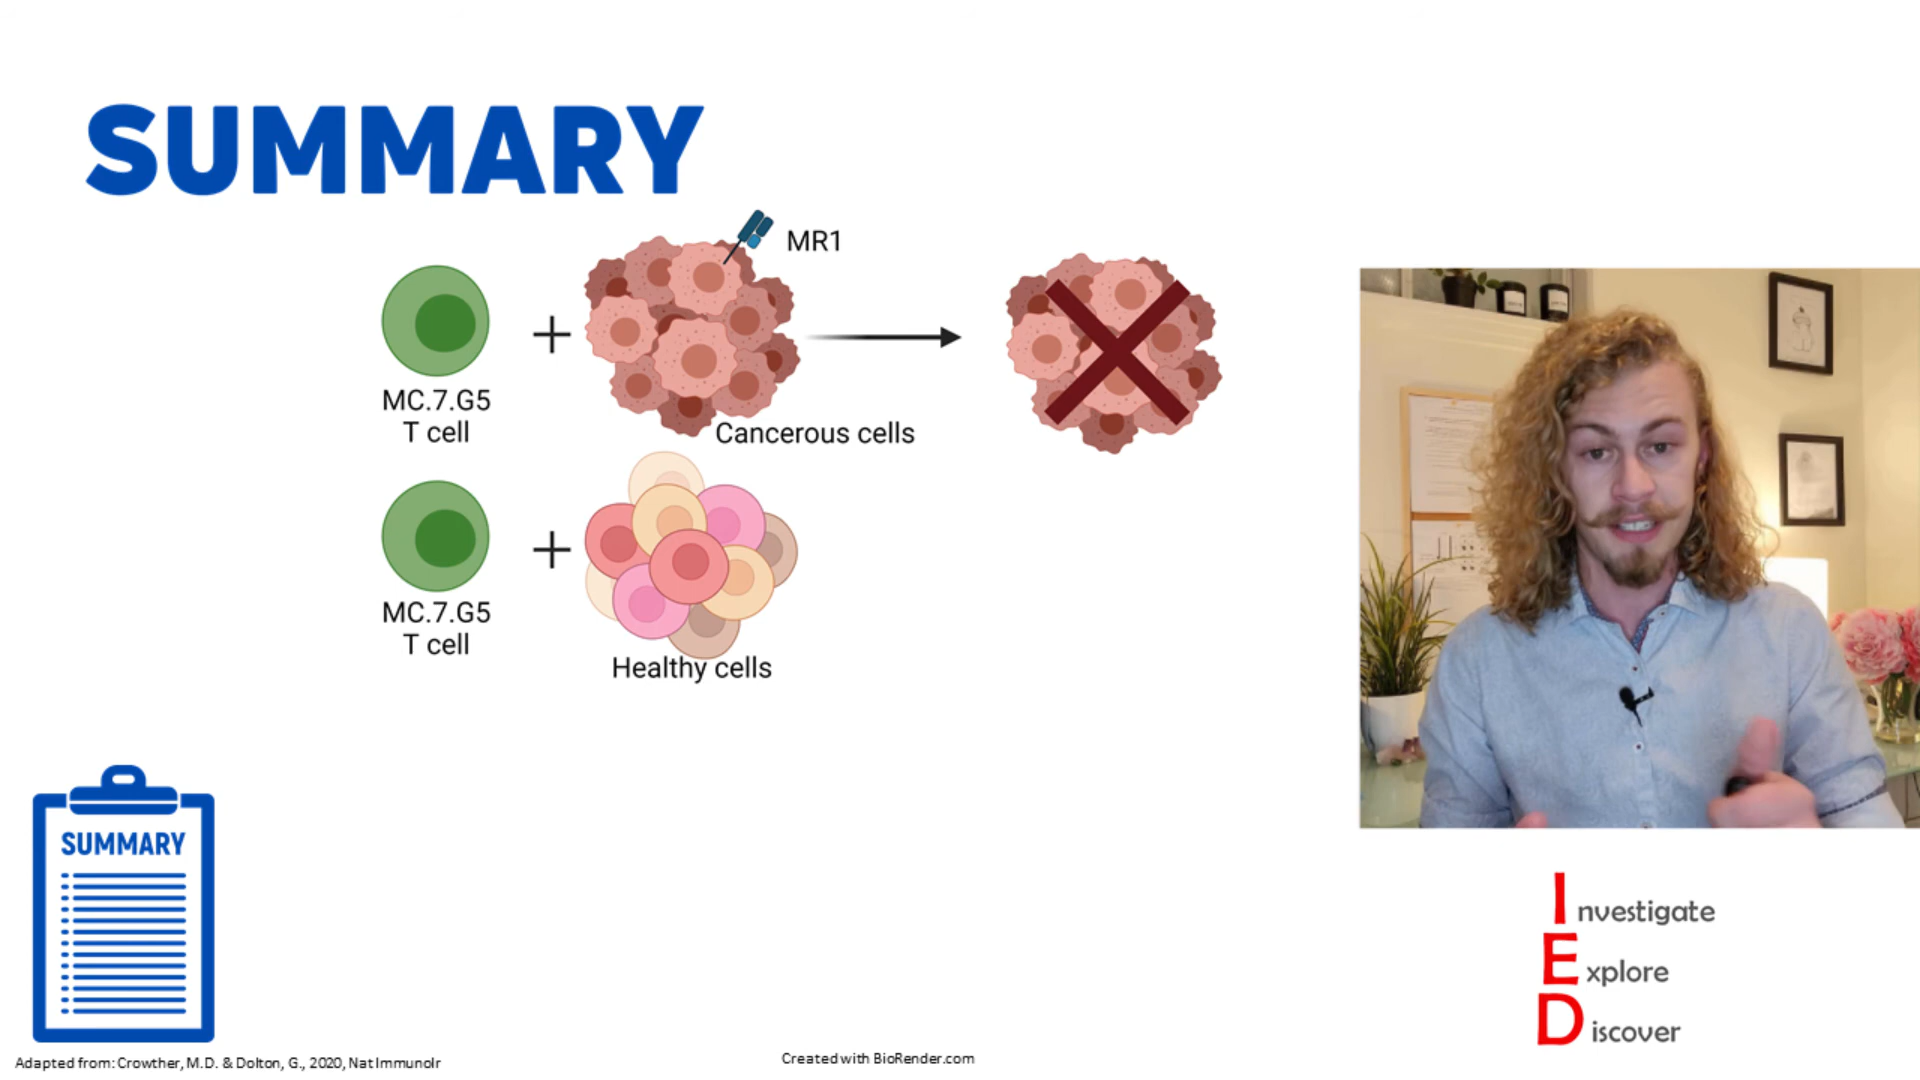 SUMMARY
MR1
MC.7.G5
T cell
Cancerous cells
MC.7.G5
T cell
Healthy cells
SUMMARY
Investigate
Explore
Discover
Adapted from: Crowther, M.D. & Dolton, G., 2020, Nat Immunolr
Created with BioRender.com